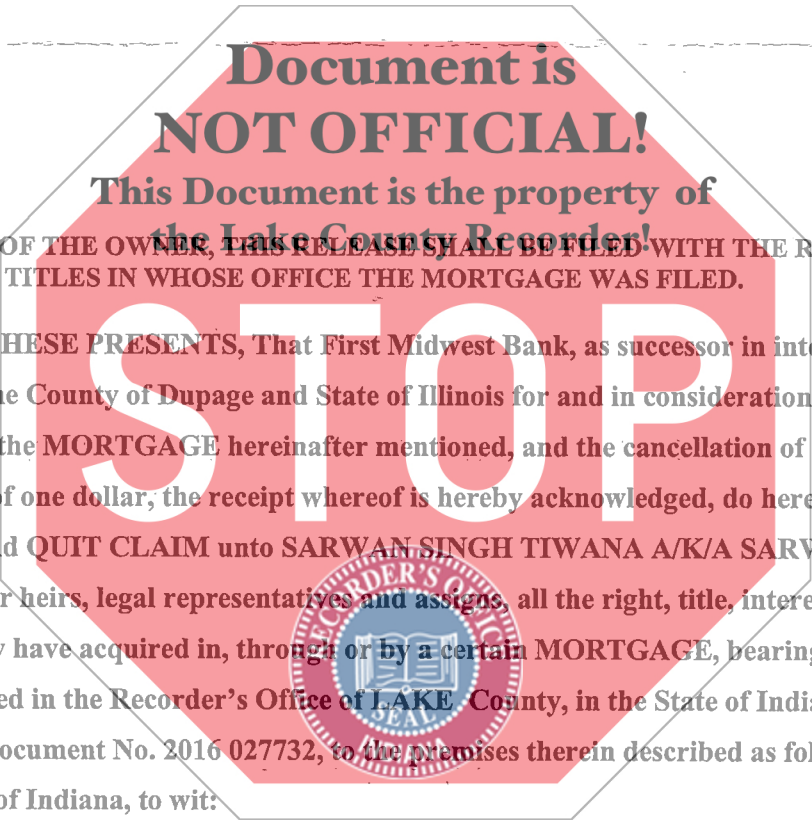 Document is
NOT OFFICIAL!
This Document is the property of
the Lake County Recorder!
OF THE OWNER, THIS RELEASE SHALL BE FILED WITH THE R
TITLES IN WHOSE OFFICE THE MORTGAGE WAS FILED.
HESE PRESENTS, That First Midwest Bank, as successor in inte
e County of Dupage and State of Illinois for and in consideration
the MORTGAGE hereinafter mentioned, and the cancellation of
of one dollar, the receipt whereof is hereby acknowledged, do here
d QUIT CLAIM unto SARWAN SINGH TIWANA A/K/A SARW
r heirs, legal representatives and assigns, all the right, title, intere
y have acquired in, through or by a certain MORTGAGE, bearing
ed in the Recorder's Office of LAKE County, in the State of India
ocument No. 2016 027732, to the premises therein described as fol
of Indiana, to wit:
STOP
RECORDER'S OFFICE
SEAL